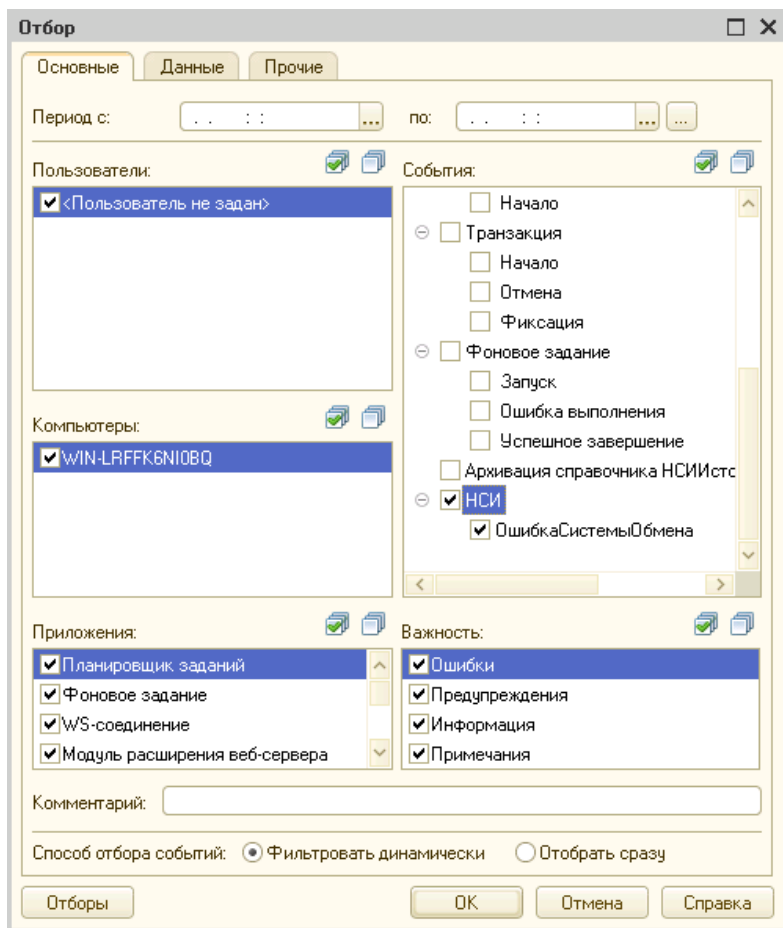 Отбор
Основные Данные Прочие
Период с: . . : : ... по: . . : : ... ...
Пользователи:
<Пользователь не задан>
События:
Начало
Транзакция
Начало
Отмена
Фиксация
Фоновое задание
Запуск
Ошибка выполнения
Успешное завершение
Архивация справочника НСИИсто
НСИ
ОшибкаСистемыОбмена
Компьютеры:
WIN-LRFFK6NI0BQ
Приложения:
Планировщик заданий
Фоновое задание
WS-соединение
Модуль расширения веб-сервера
Важность:
Ошибки
Предупреждения
Информация
Примечания
Комментарий:
Способ отбора событий: Фильтровать динамически Отобрать сразу
Отборы OK Отмена Справка